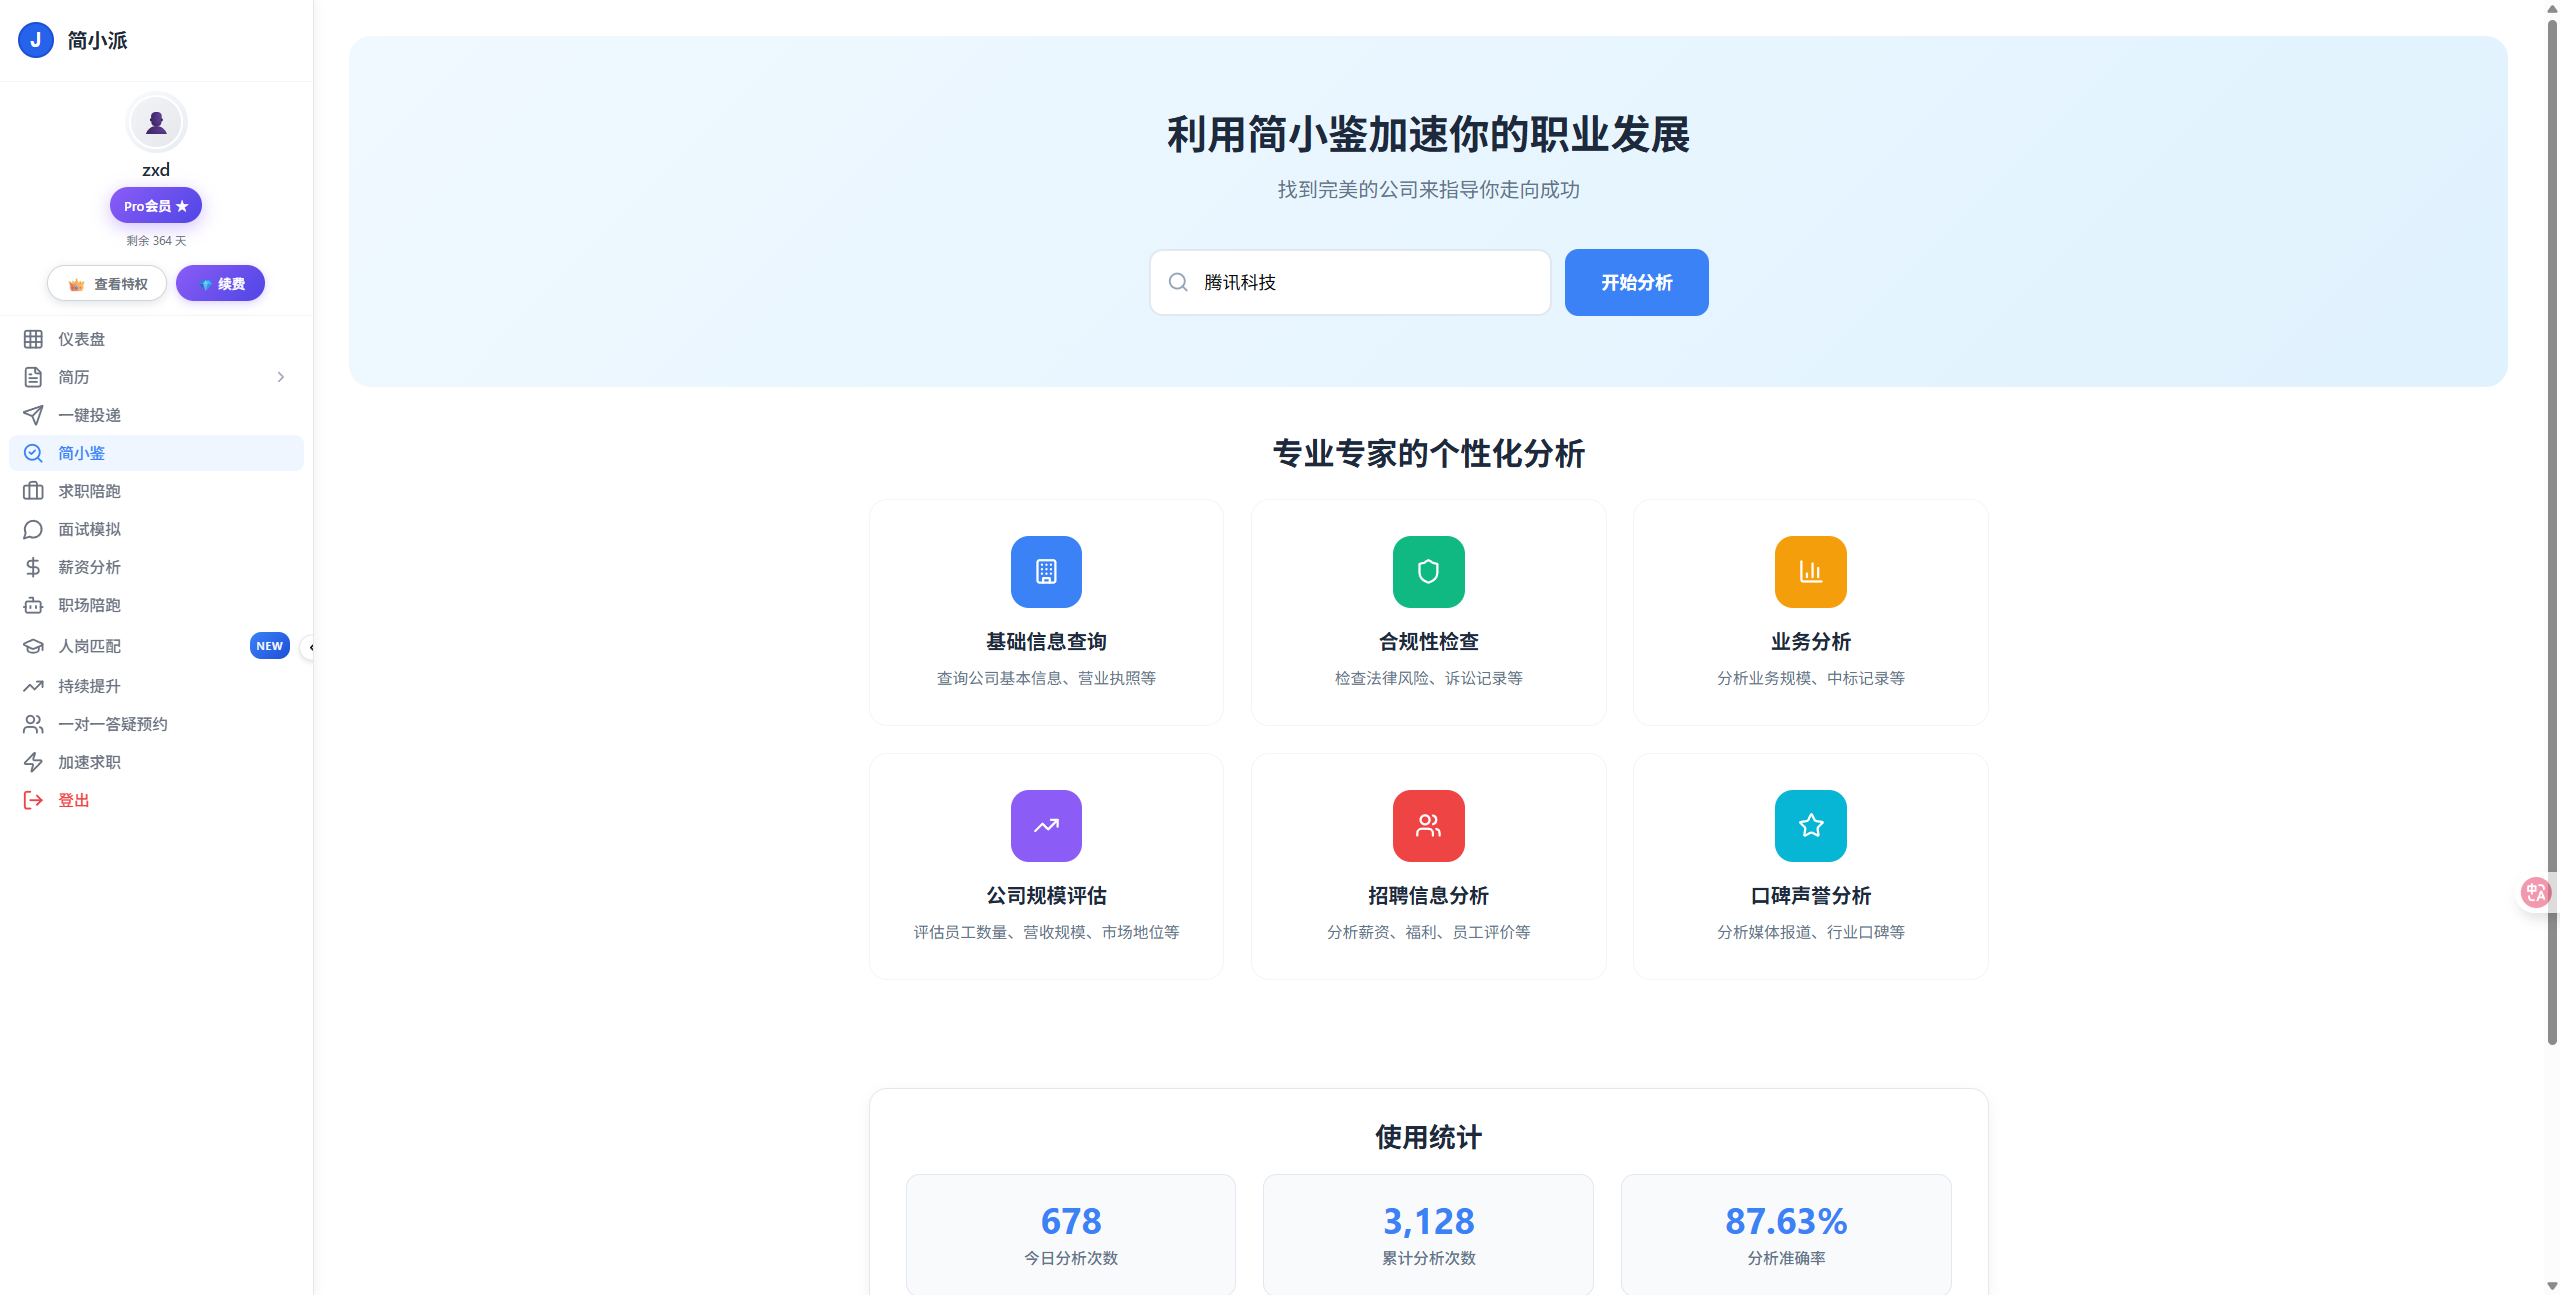 J 简小派
zxd
Pro会员 ★
剩余 364 天
查看特权
续费
仪表盘
简历
一键投递
简小鉴
求职陪跑
面试模拟
薪资分析
职场陪跑
人岗匹配 NEW
持续提升
一对一答疑预约
加速求职
登出
利用简小鉴加速你的职业发展
找到完美的公司来指导你走向成功
腾讯科技
开始分析
专业专家的个性化分析
基础信息查询
查询公司基本信息、营业执照等
合规性检查
检查法律风险、诉讼记录等
业务分析
分析业务规模、中标记录等
公司规模评估
评估员工数量、营收规模、市场地位等
招聘信息分析
分析薪资、福利、员工评价等
口碑声誉分析
分析媒体报道、行业口碑等
使用统计
678
今日分析次数
3,128
累计分析次数
87.63%
分析准确率
中A